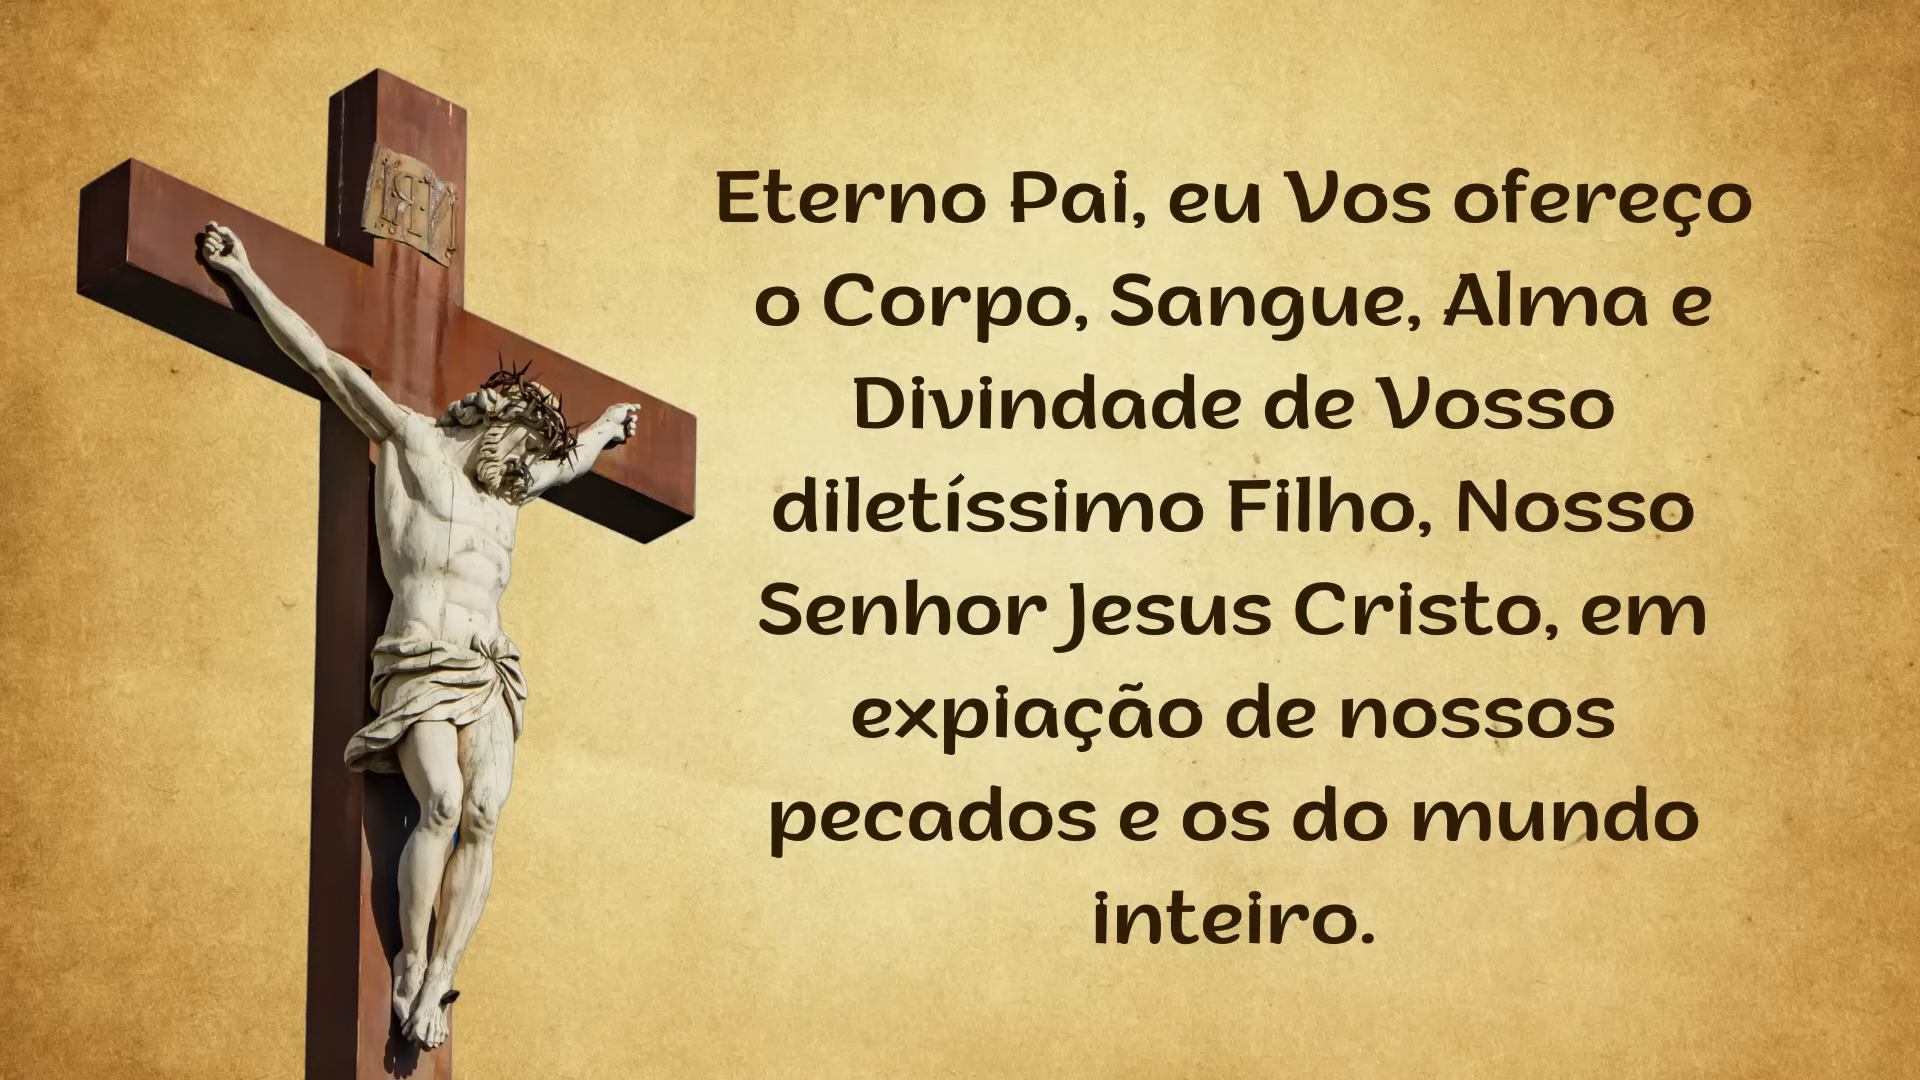 INRI
Eterno Pai, eu Vos ofereço
o Corpo, Sangue, Alma e
Divindade de Vosso
diletíssimo Filho, Nosso
Senhor Jesus Cristo, em
expiação de nossos
pecados e os do mundo
inteiro.